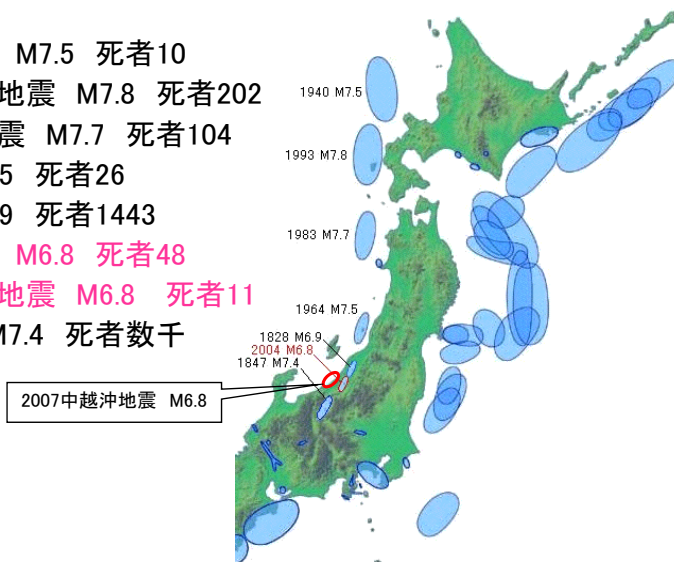 M7.5 死者10
地震 M7.8 死者202
震 M7.7 死者104
5 死者26
9 死者1443
M6.8 死者48
地震 M6.8 死者11
M7.4 死者数千
1940 M7.5
1993 M7.8
1983 M7.7
1964 M7.5
1828 M6.9
2004 M6.8
1847 M7.4
2007中越沖地震 M6.8